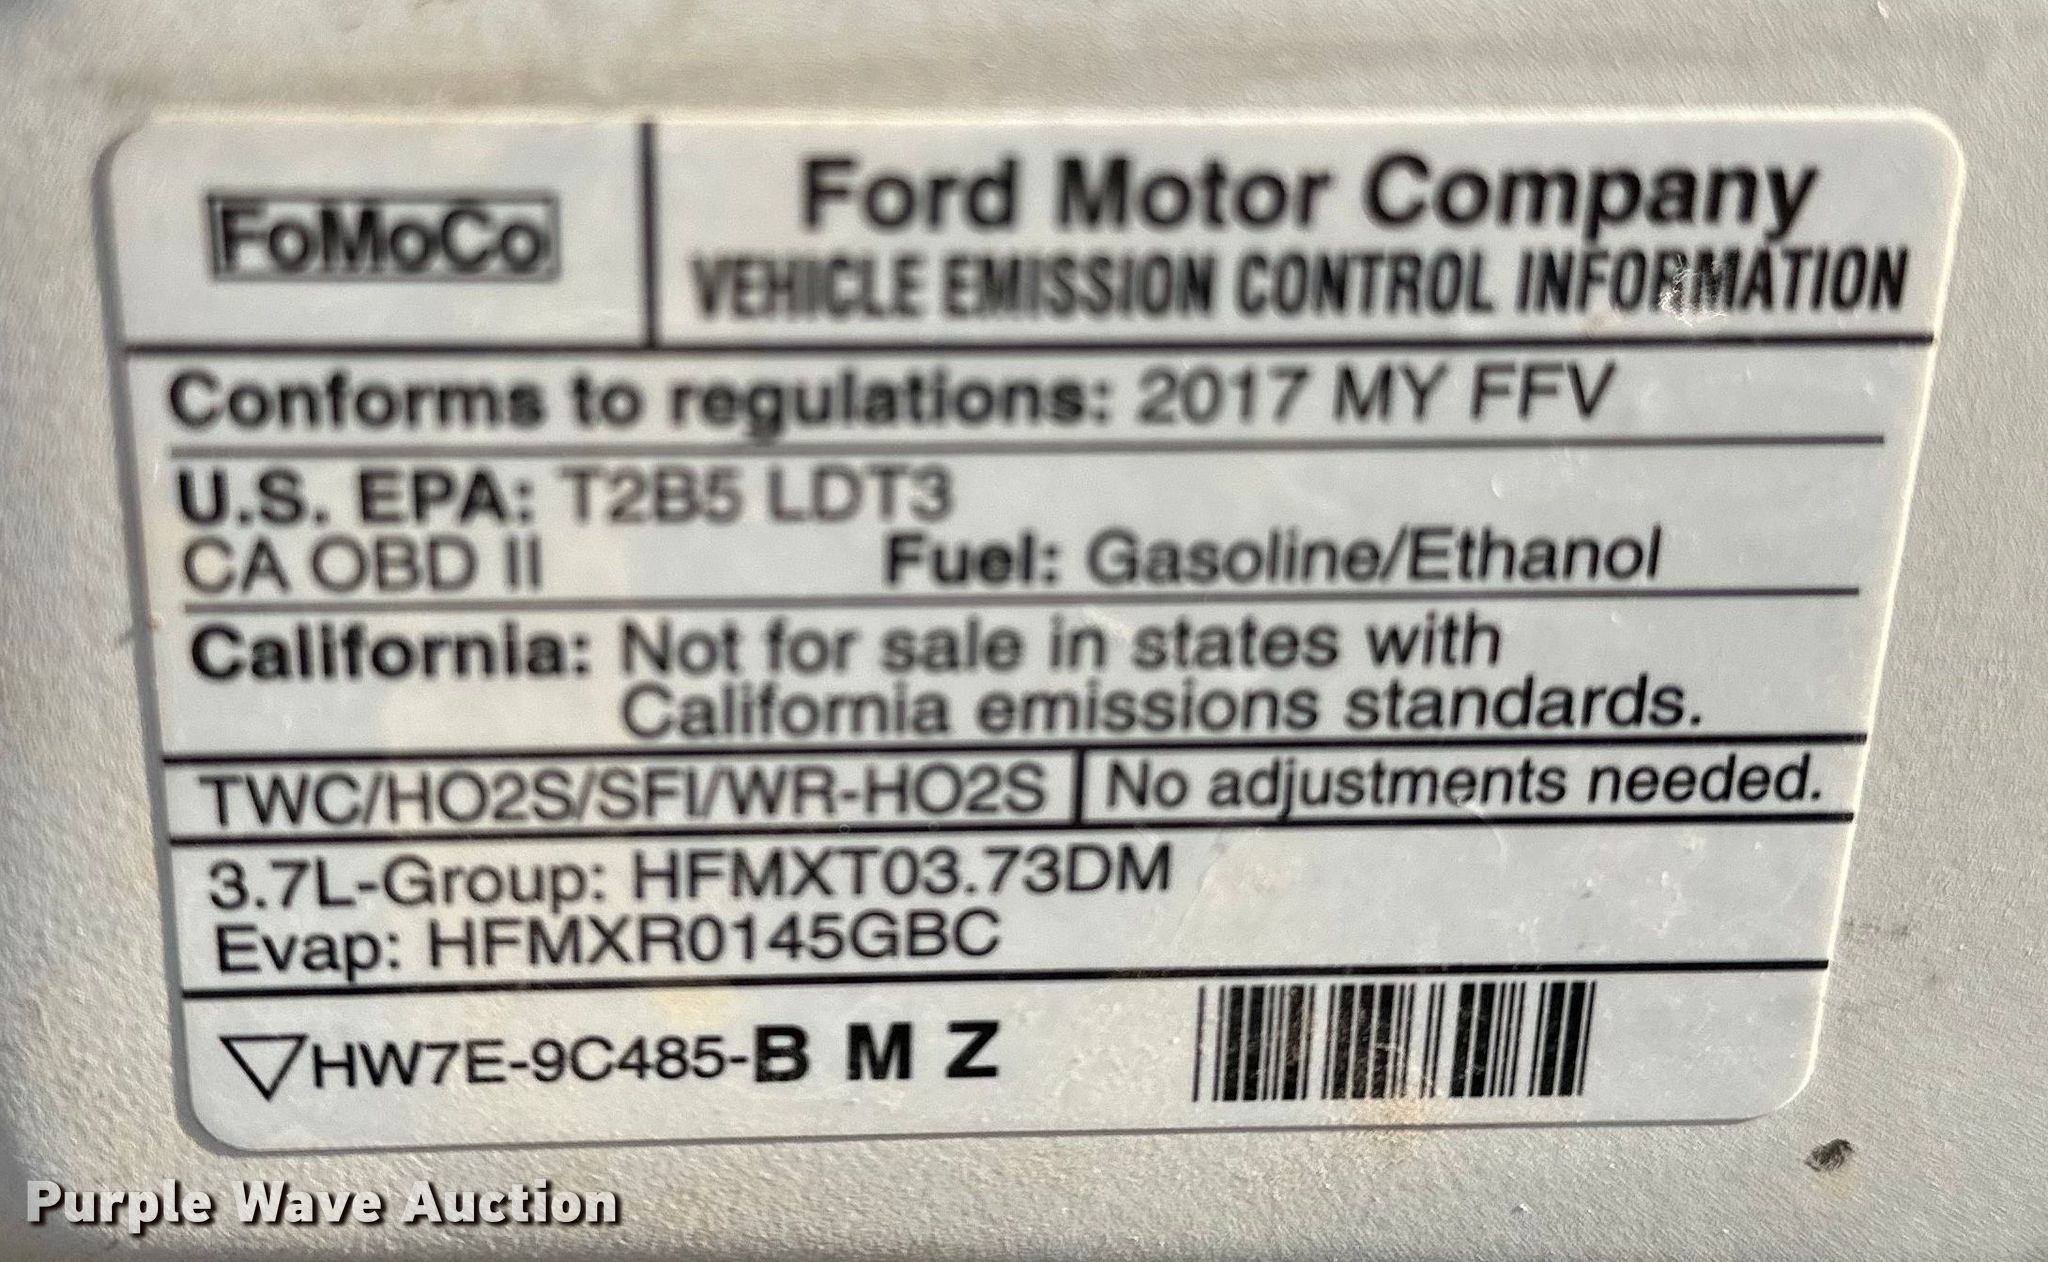 FoMoCo
Ford Motor Company
VEHICLE EMISSION CONTROL INFORMATION
Conforms to regulations: 2017 MY FFV
U.S. EPA: T2B5 LDT3
CA OBD II Fuel: Gasoline/Ethanol
California: Not for sale in states with
California emissions standards.
TWC/HO2S/SFI/WR-HO2S No adjustments needed.
3.7L-Group: HFMXT03.73DM
Evap: HFMXR0145GBC
HW7E-9C485-B M Z
Purple Wave Auction